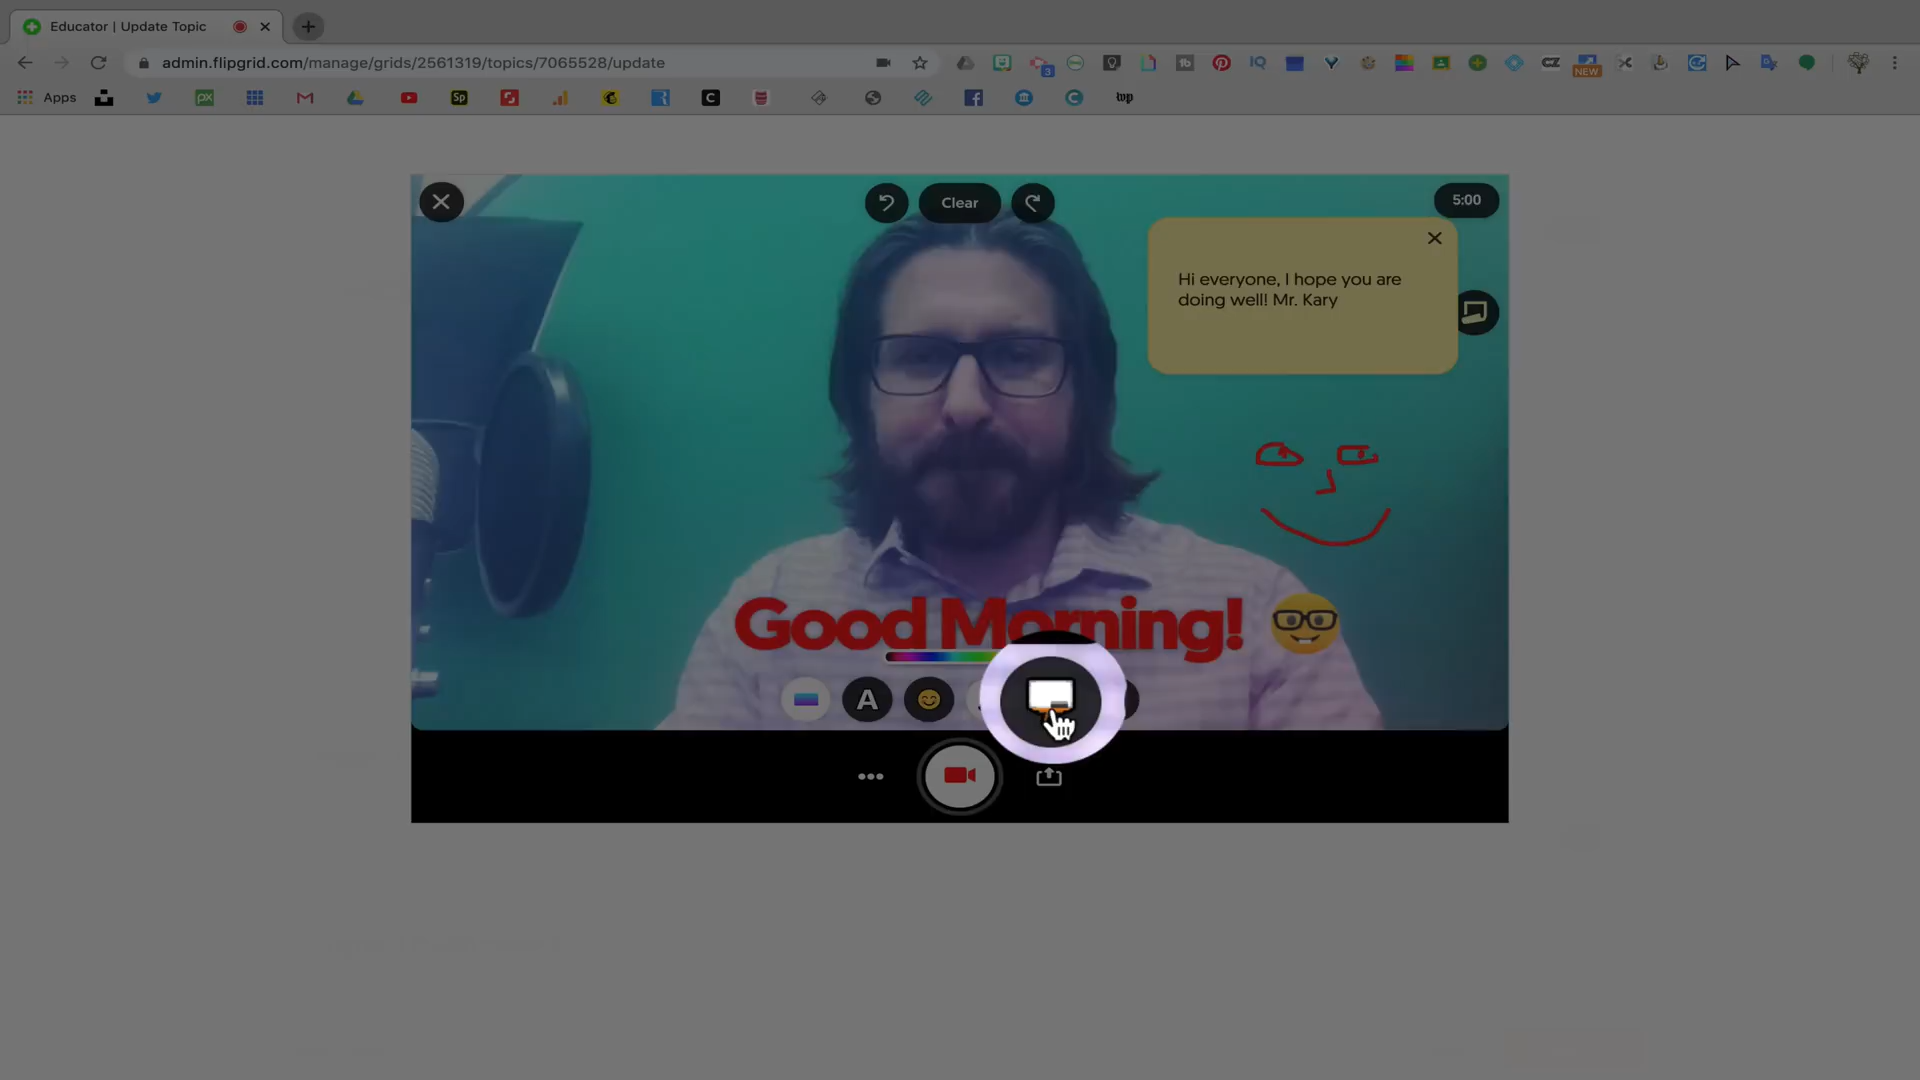 Educator | Update Topic
admin.flipgrid.com/manage/grids/2561319/topics/7065528/update
3
NEW
Apps
Clear
5:00
Hi everyone, I hope you are
doing well! Mr. Kary
Good Morning!
A